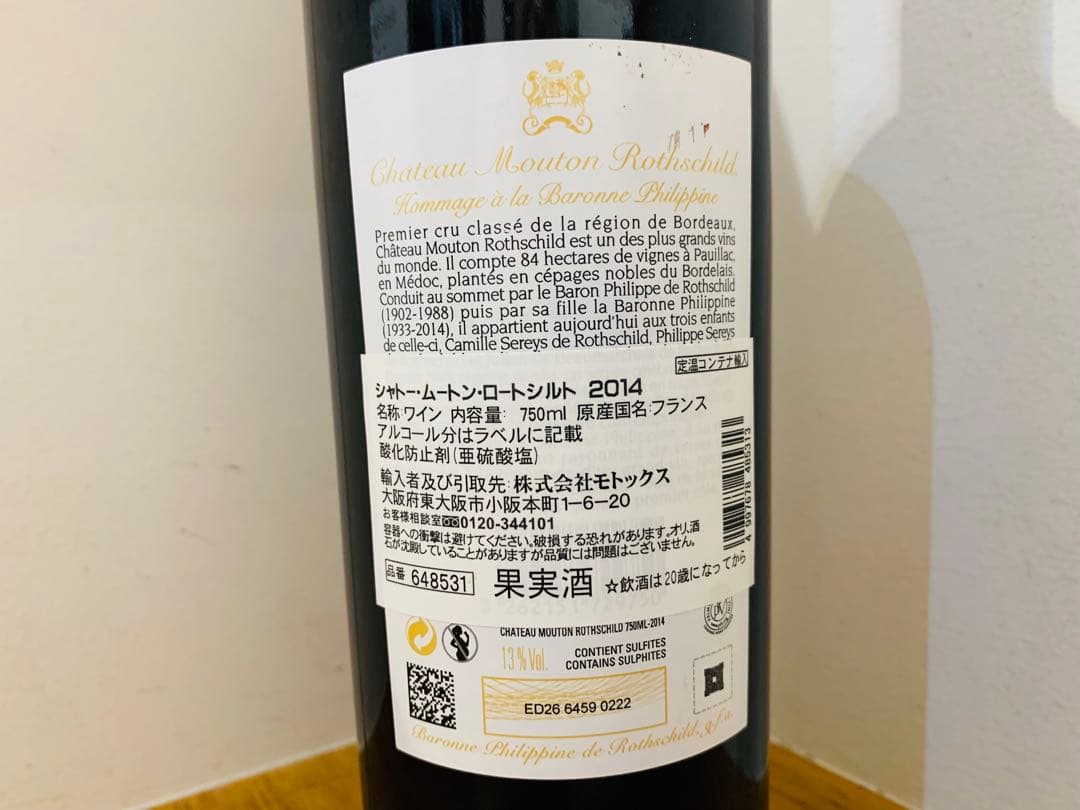 Château Mouton Rothschild
Hommage à la Baronne Philippine
Premier cru classé de la région de Bordeaux,
Château Mouton Rothschild est un des plus grands vins
du monde. Il compte 84 hectares de vignes à Pauillac,
en Médoc, plantés en cépages nobles du Bordelais.
Conduit au sommet par le Baron Philippe de Rothschild
(1902-1988) puis par sa fille la Baronne Philippine
(1933-2014), il appartient aujourd'hui aux trois enfants
de celle-ci, Camille Sereys de Rothschild, Philippe Sereys
定温コンテナ輸入
シャトー・ムートン・ロートシルト 2014
名称:ワイン 内容量: 750ml 原産国名:フランス
アルコール分はラベルに記載
酸化防止剤(亜硫酸塩)
輸入者及び引取先:株式会社モトックス
大阪府東大阪市小阪本町1-6-20
お客様相談室 0120-344101
容器への衝撃は避けてください。破損する恐れがあります。オリ、酒
石が沈殿していることがありますが品質には問題はございません。
品番 648531 果実酒 ☆飲酒は20歳になってから
4 997678 485313
CHATEAU MOUTON ROTHSCHILD 750ML-2014
13%Vol.
CONTIENT SULFITES
CONTAINS SULPHITES
ED26 6459 0222
Baronne Philippine de Rothschild, g.f.a.